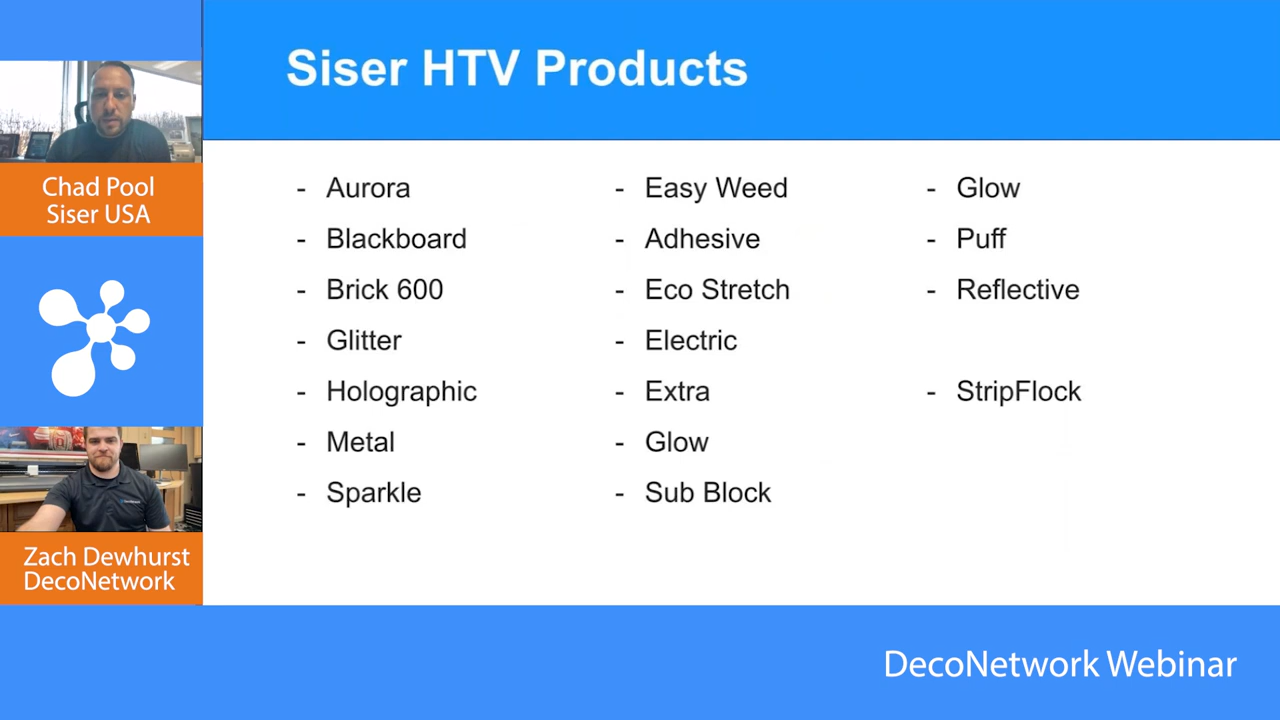 Siser HTV Products
Chad Pool
Siser USA
Zach Dewhurst
DecoNetwork
- Aurora
- Blackboard
- Brick 600
- Glitter
- Holographic
- Metal
- Sparkle
- Easy Weed
- Adhesive
- Eco Stretch
- Electric
- Extra
- Glow
- Sub Block
- Glow
- Puff
- Reflective
- StripFlock
DecoNetwork Webinar